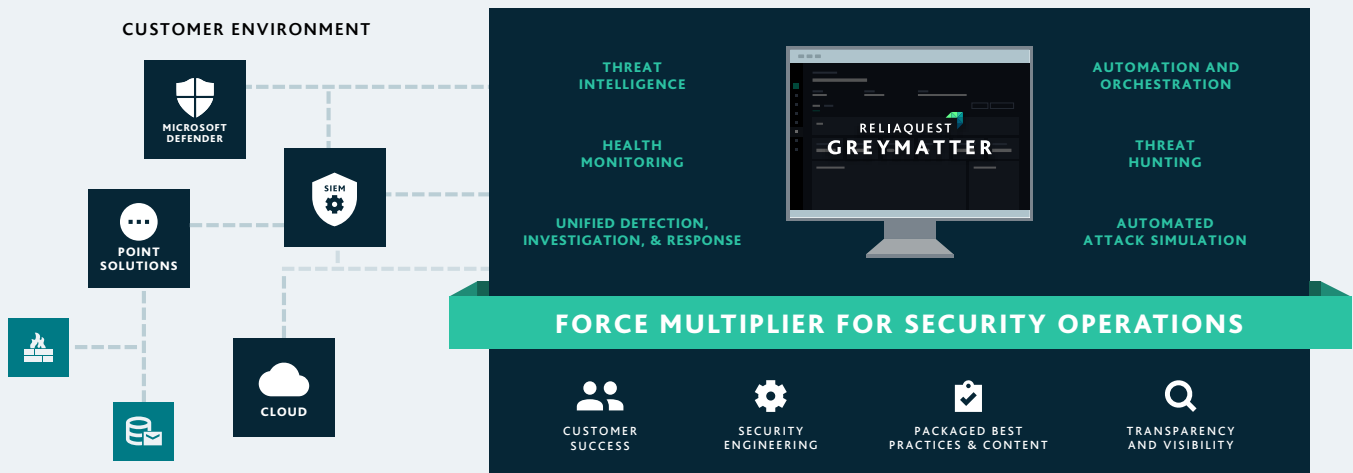 CUSTOMER ENVIRONMENT
MICROSOFT
DEFENDER
SIEM
POINT
SOLUTIONS
CLOUD
THREAT
INTELLIGENCE
HEALTH
MONITORING
UNIFIED DETECTION,
INVESTIGATION, & RESPONSE
RELIAQUEST
GREYMATTER
AUTOMATION AND
ORCHESTRATION
THREAT
HUNTING
AUTOMATED
ATTACK SIMULATION
FORCE MULTIPLIER FOR SECURITY OPERATIONS
CUSTOMER
SUCCESS
SECURITY
ENGINEERING
PACKAGED BEST
PRACTICES & CONTENT
TRANSPARENCY
AND VISIBILITY